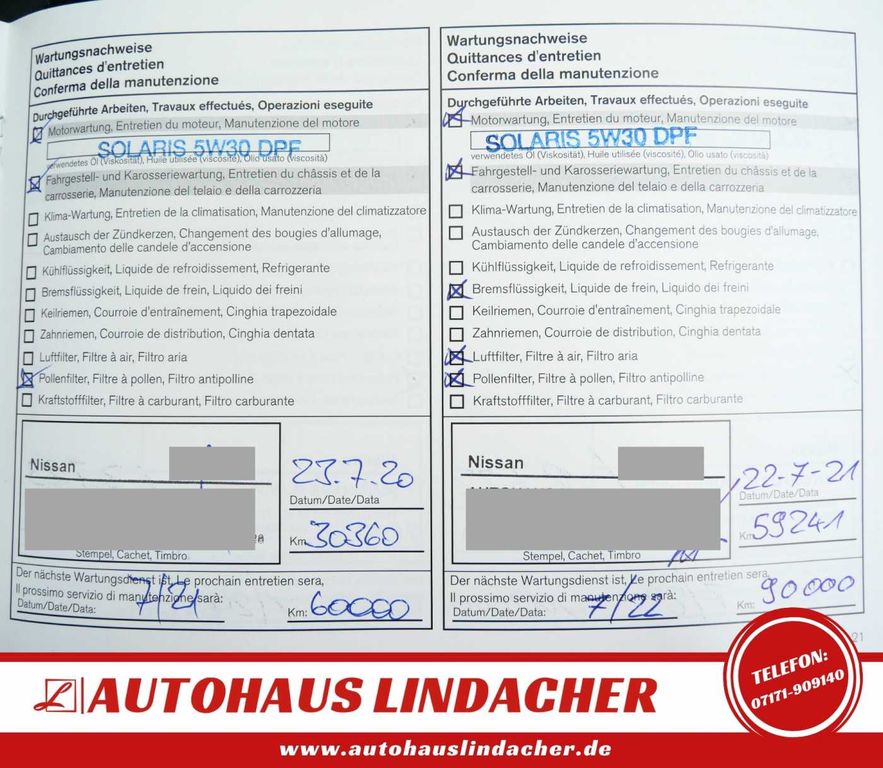 Wartungsnachweise
Quittances d'entretien
Conferma della manutenzione
Durchgeführte Arbeiten, Travaux effectués, Operazioni eseguite
Motorwartung, Entretien du moteur, Manutenzione del motore
SOLARIS 5W30 DPF
verwendetes Öl (Viskosität), Huile utilisée (viscosité), Olio usato (viscosità)
Fahrgestell- und Karosseriewartung, Entretien du châssis et de la
carrosserie, Manutenzione del telaio e della carrozzeria
Klima-Wartung, Entretien de la climatisation, Manutenzione del climatizzatore
Austausch der Zündkerzen, Changement des bougies d'allumage,
Cambiamento delle candele d'accensione
Kühlflüssigkeit, Liquide de refroidissement, Refrigerante
Bremsflüssigkeit, Liquide de frein, Liquido dei freini
Keilriemen, Courroie d'entraînement, Cinghia trapezoidale
Zahnriemen, Courroie de distribution, Cinghia dentata
Luftfilter, Filtre à air, Filtro aria
Pollenfilter, Filtre à pollen, Filtro antipolline
Kraftstofffilter, Filtre à carburant, Filtro carburante
Nissan
23.7.20
Datum/Date/Data
Km 30360
Stempel, Cachet, Timbro
Der nächste Wartungsdienst ist, Le prochain entretien sera,
Il prossimo servizio di manutenzione sarà:
Datum/Date/Data: 7/21 Km: 60000
Wartungsnachweise
Quittances d'entretien
Conferma della manutenzione
Durchgeführte Arbeiten, Travaux effectués, Operazioni eseguite
Motorwartung, Entretien du moteur, Manutenzione del motore
SOLARIS 5W30 DPF
verwendetes Öl (Viskosität), Huile utilisée (viscosité), Olio usato (viscosità)
Fahrgestell- und Karosseriewartung, Entretien du châssis et de la
carrosserie, Manutenzione del telaio e della carrozzeria
Klima-Wartung, Entretien de la climatisation, Manutenzione del climatizzatore
Austausch der Zündkerzen, Changement des bougies d'allumage,
Cambiamento delle candele d'accensione
Kühlflüssigkeit, Liquide de refroidissement, Refrigerante
Bremsflüssigkeit, Liquide de frein, Liquido dei freini
Keilriemen, Courroie d'entraînement, Cinghia trapezoidale
Zahnriemen, Courroie de distribution, Cinghia dentata
Luftfilter, Filtre à air, Filtro aria
Pollenfilter, Filtre à pollen, Filtro antipolline
Kraftstofffilter, Filtre à carburant, Filtro carburante
Nissan
22-7-21
Datum/Date/Data
Km 59241
Stempel, Cachet, Timbro
Der nächste Wartungsdienst ist, Le prochain entretien sera,
Il prossimo servizio di manutenzione sarà:
Datum/Date/Data: 7/22 Km: 90000
21
AUTOHAUS LINDACHER
TELEFON:
07171-909140
www.autohauslindacher.de